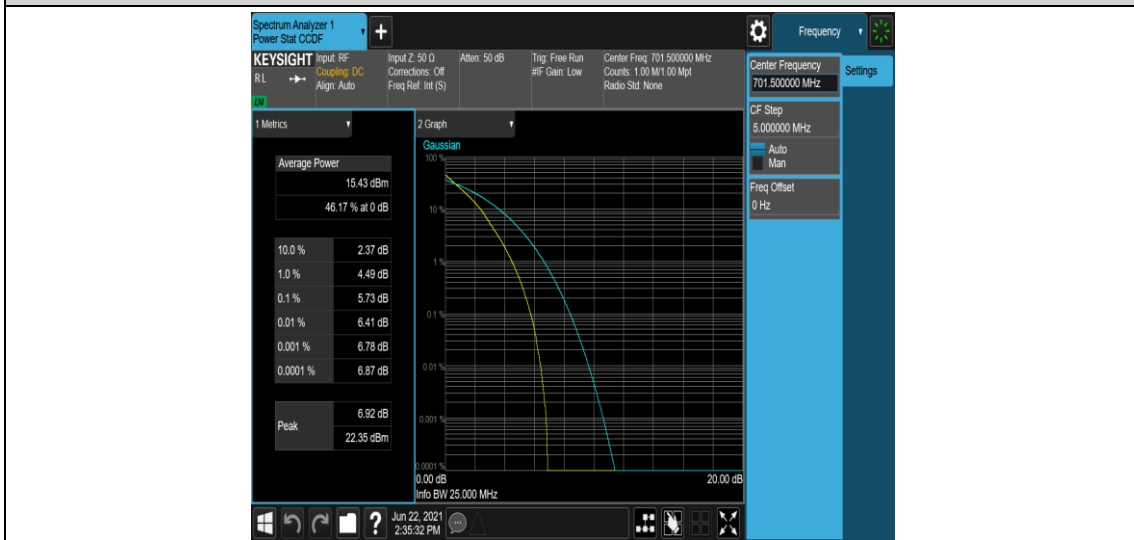 Spectrum Analyzer 1
Power Stat CCDF
+
Frequency
KEYSIGHT
RL
LXI
Input: RF
Coupling: DC
Align: Auto
Input Z: 50 Ω
Corrections: Off
Freq Ref: Int (S)
Atten: 50 dB
Trig: Free Run
#IF Gain: Low
Center Freq: 701.500000 MHz
Counts: 1.00 M/1.00 Mpt
Radio Std: None
Center Frequency
701.500000 MHz
Settings
CF Step
5.000000 MHz
Auto
Man
Freq Offset
0 Hz
1 Metrics
Average Power
15.43 dBm
46.17 % at 0 dB
10.0 % 2.37 dB
1.0 % 4.49 dB
0.1 % 5.73 dB
0.01 % 6.41 dB
0.001 % 6.78 dB
0.0001 % 6.87 dB
Peak
6.92 dB
22.35 dBm
2 Graph
Gaussian
100 %
10 %
1 %
0.1 %
0.01 %
0.001 %
0.0001 %
0.00 dB 20.00 dB
Info BW 25.000 MHz
?
Jun 22, 2021
2:35:32 PM